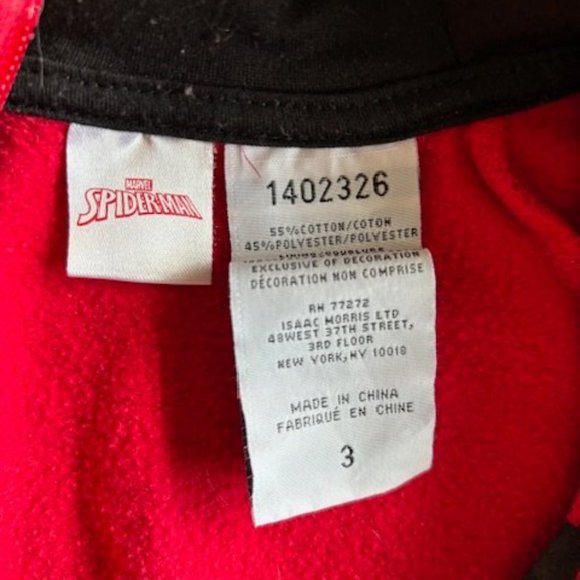 MARVEL
SPIDER-MAN
1402326
55%COTTON/COTON
45%POLYESTER/POLYESTER
EXCLUSIVE OF DECORATION
DÉCORATION NON COMPRISE
RN 77272
ISAAC MORRIS LTD
48WEST 37TH STREET,
3RD FLOOR
NEW YORK,NY 10018
MADE IN CHINA
FABRIQUÉ EN CHINE
3